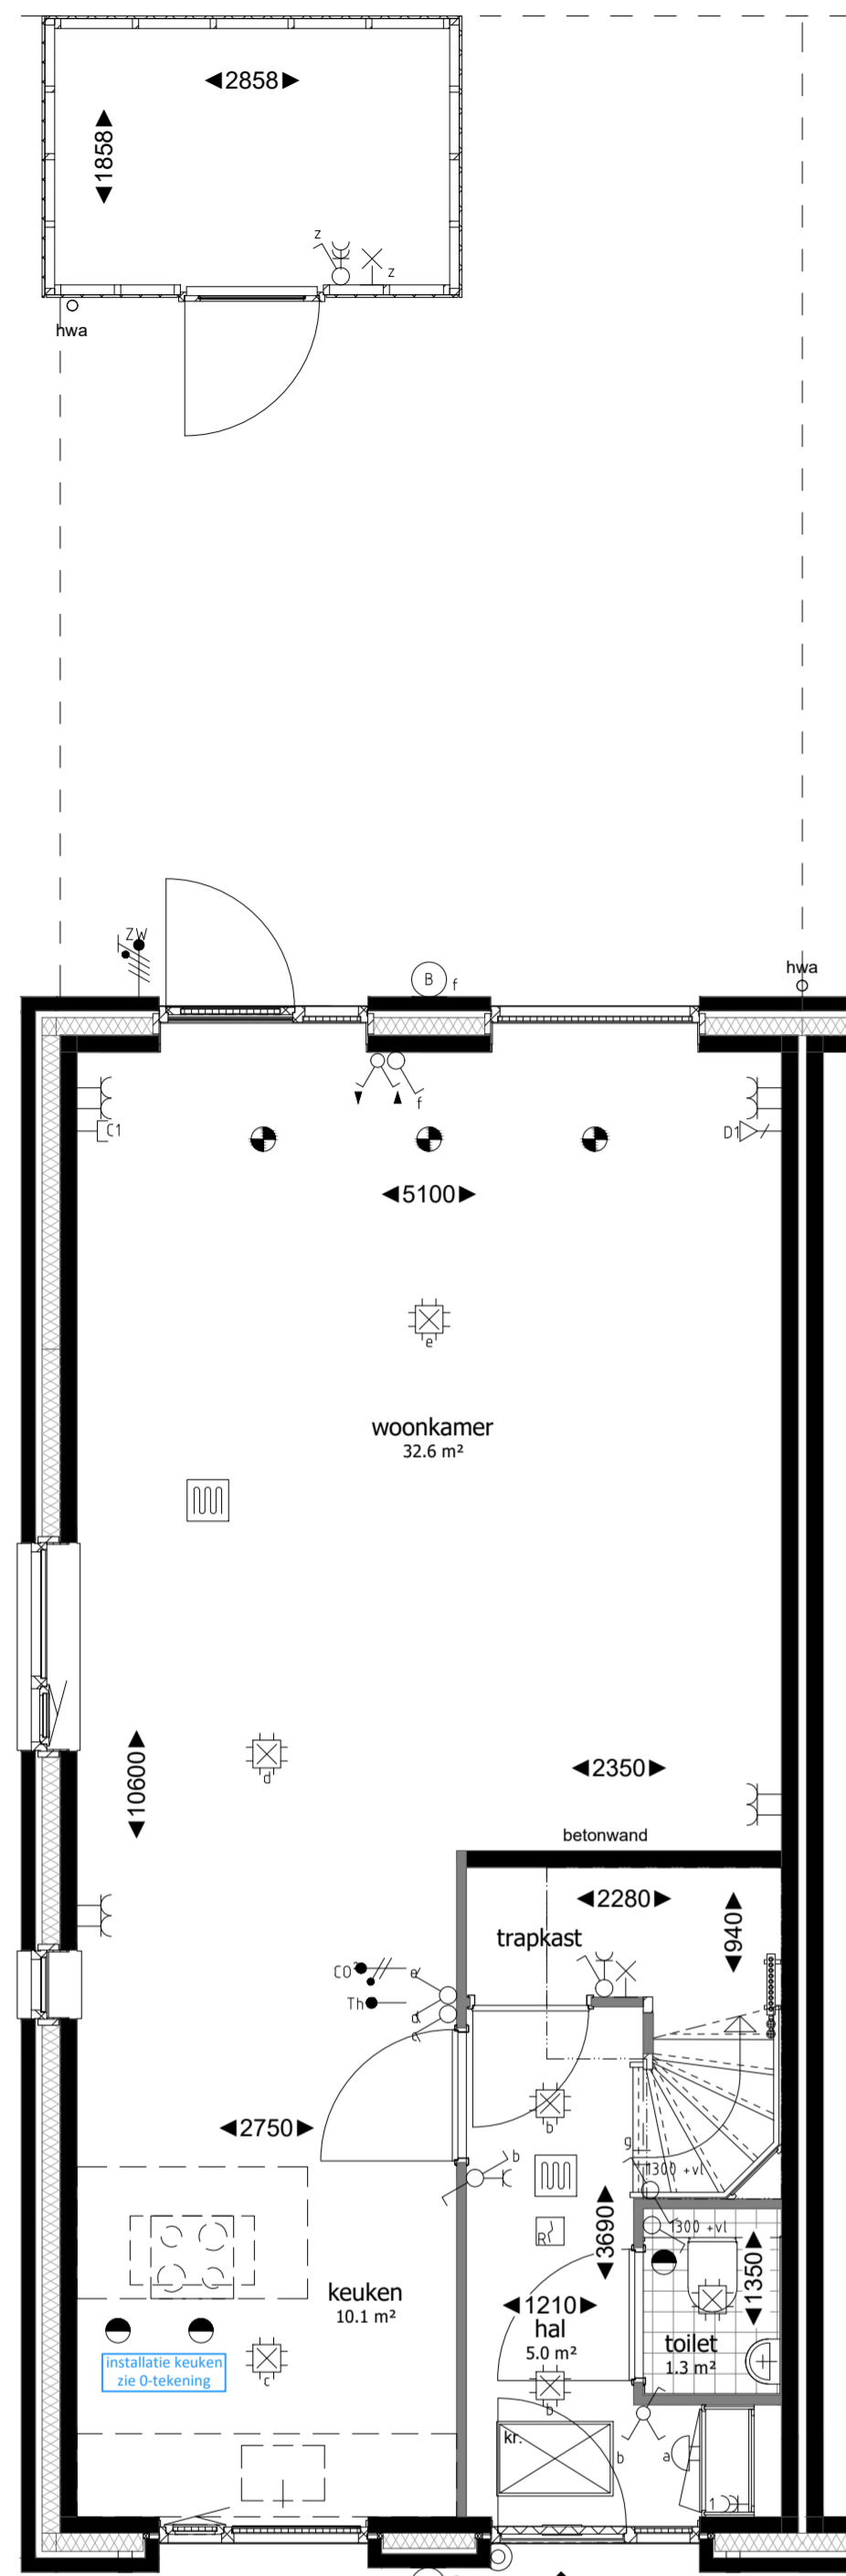 2858
1858
z
z
hwa
ZW
B f
hwa
f
C1
D1
5100
e
woonkamer
32.6 m²
d
10600
2350
betonwand
2280
940
trapkast
CO²
e
Th
d
c
2750
b
g
b
1300 +vl
R
3690
1300 +vl
1350
keuken
10.1 m²
1210
hal
5.0 m²
toilet
1.3 m²
installatie keuken
zie 0-tekening
c
b
kr.
b
a
1